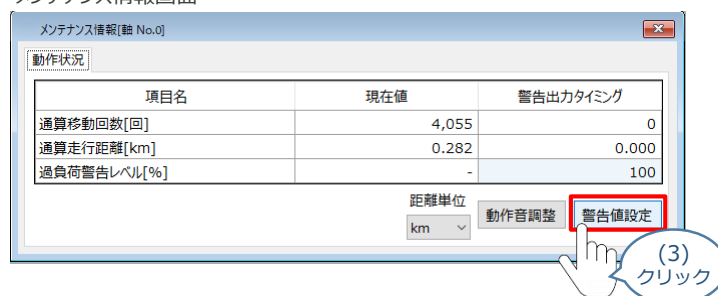 メンテナンス情報画面
メンテナンス情報[軸 No.0]
動作状況
項目名 現在値 警告出力タイミング
通算移動回数[回] 4,055 0
通算走行距離[km] 0.282 0.000
過負荷警告レベル[%] - 100
距離単位
km 動作音調整 警告値設定
(3)
クリック